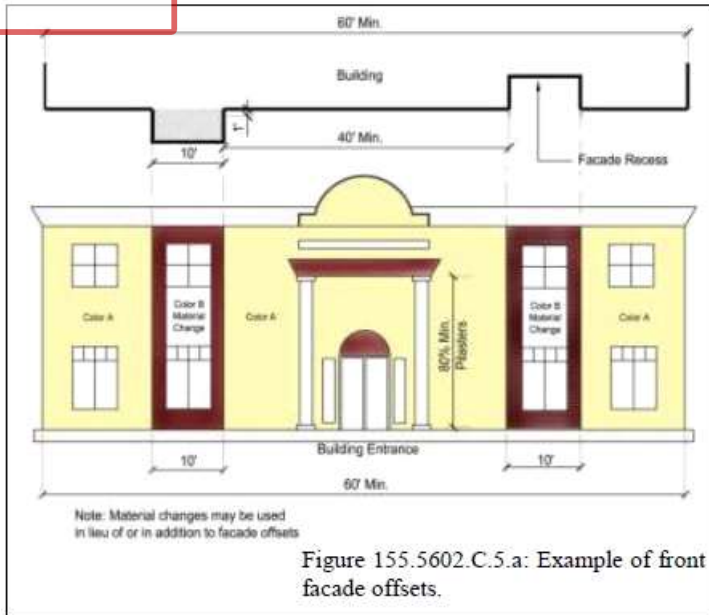 60' Min.
Building
1'
10'
40' Min.
Facade Recess
Color A
Color B
Material
Change
Color A
80% Min.
Pilasters
Color B
Material
Change
Color A
Building Entrance
10'
10'
60' Min.
Note: Material changes may be used
in lieu of or in addition to facade offsets
Figure 155.5602.C.5.a: Example of front
facade offsets.